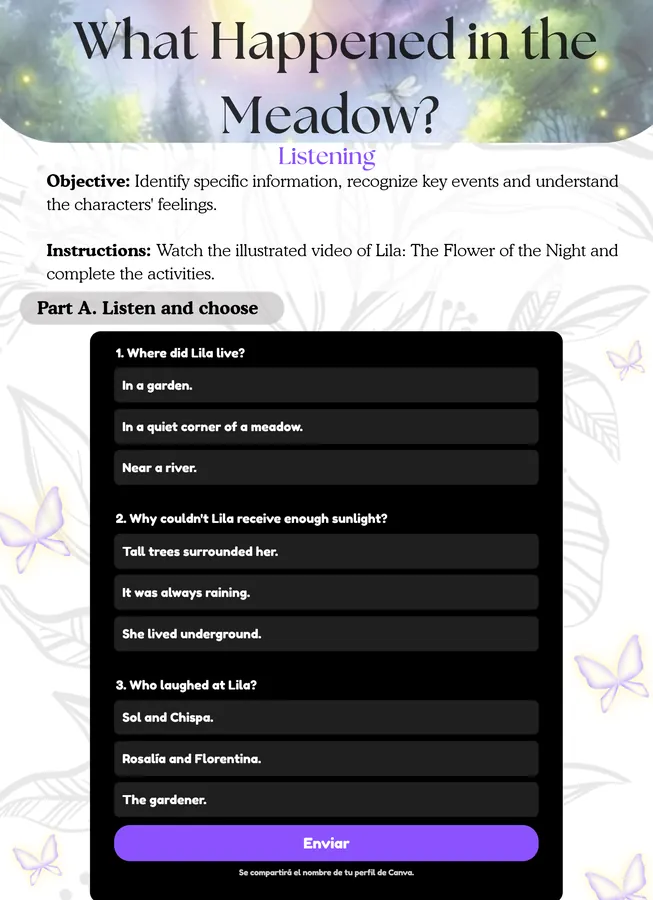 What Happened in the
Meadow?
Listening
Objective: Identify specific information, recognize key events and understand
the characters' feelings.
Instructions: Watch the illustrated video of Lila: The Flower of the Night and
complete the activities.
Part A. Listen and choose
1. Where did Lila live?
In a garden.
In a quiet corner of a meadow.
Near a river.
2. Why couldn't Lila receive enough sunlight?
Tall trees surrounded her.
It was always raining.
She lived underground.
3. Who laughed at Lila?
Sol and Chispa.
Rosalía and Florentina.
The gardener.
Enviar
Se compartirá el nombre de tu perfil de Canva.